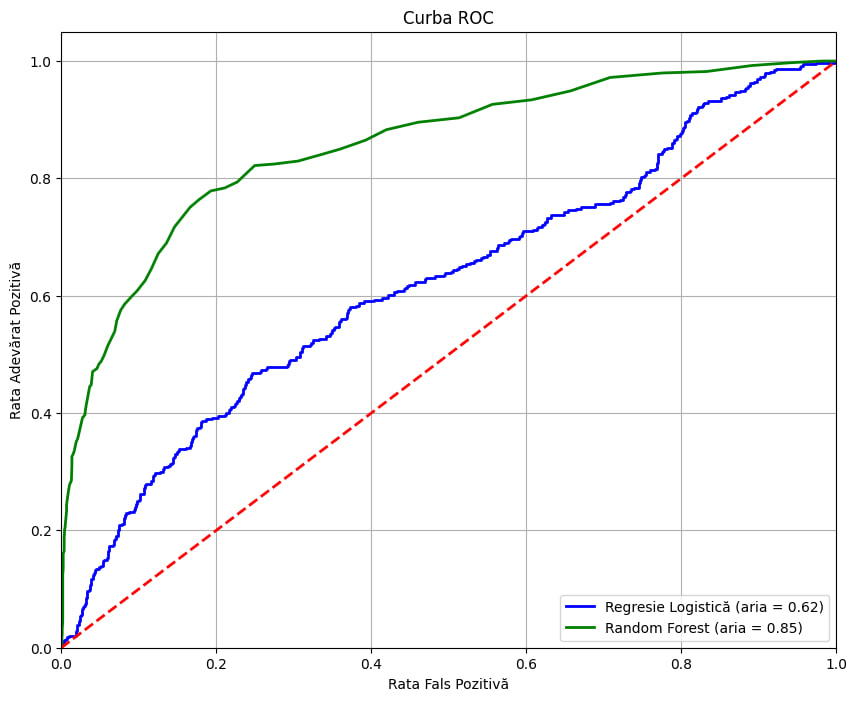 Curba ROC
1.0
0.8
0.6
0.4
0.2
0.0
Rata Adevărat Pozitivă
Regresie Logistică (aria = 0.62)
Random Forest (aria = 0.85)
0.0 0.2 0.4 0.6 0.8 1.0
Rata Fals Pozitivă